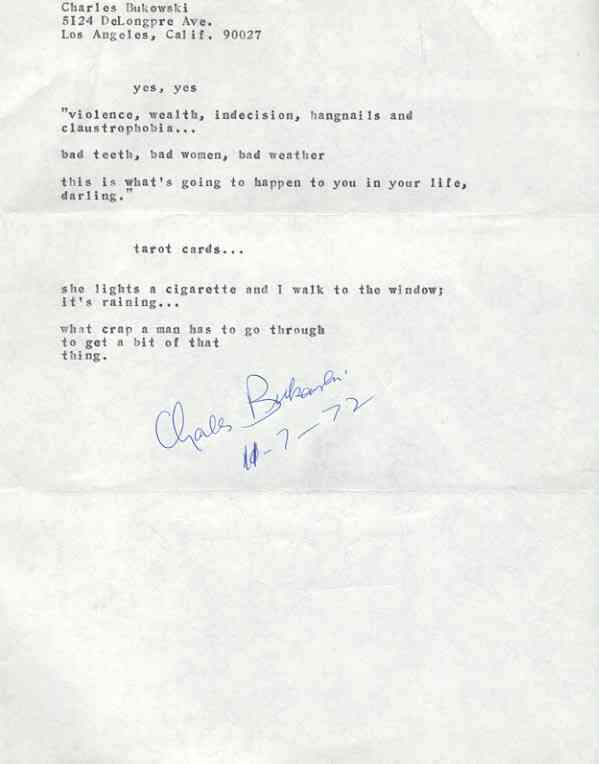 Charles Bukowski
5I24 DeLongpre Ave.
Los Angeles, Calif. 90027
yes, yes
"violence, wealth, indecision, hangnails and
claustrophobia...
bad teeth, bad women, bad weather
this is what's going to happen to you in your life,
darling."
tarot cards...
she lights a cigarette and I walk to the window;
it's raining...
what crap a man has to go through
to get a bit of that
thing.
Charles Bukowski
11-7-72